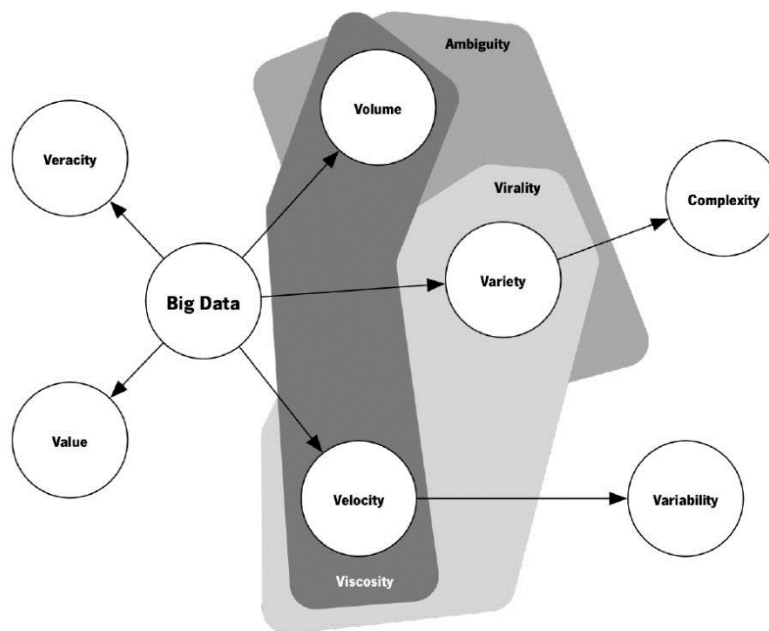 Ambiguity
Volume
Veracity
Virality
Complexity
Variety
Big Data
Value
Velocity
Variability
Viscosity